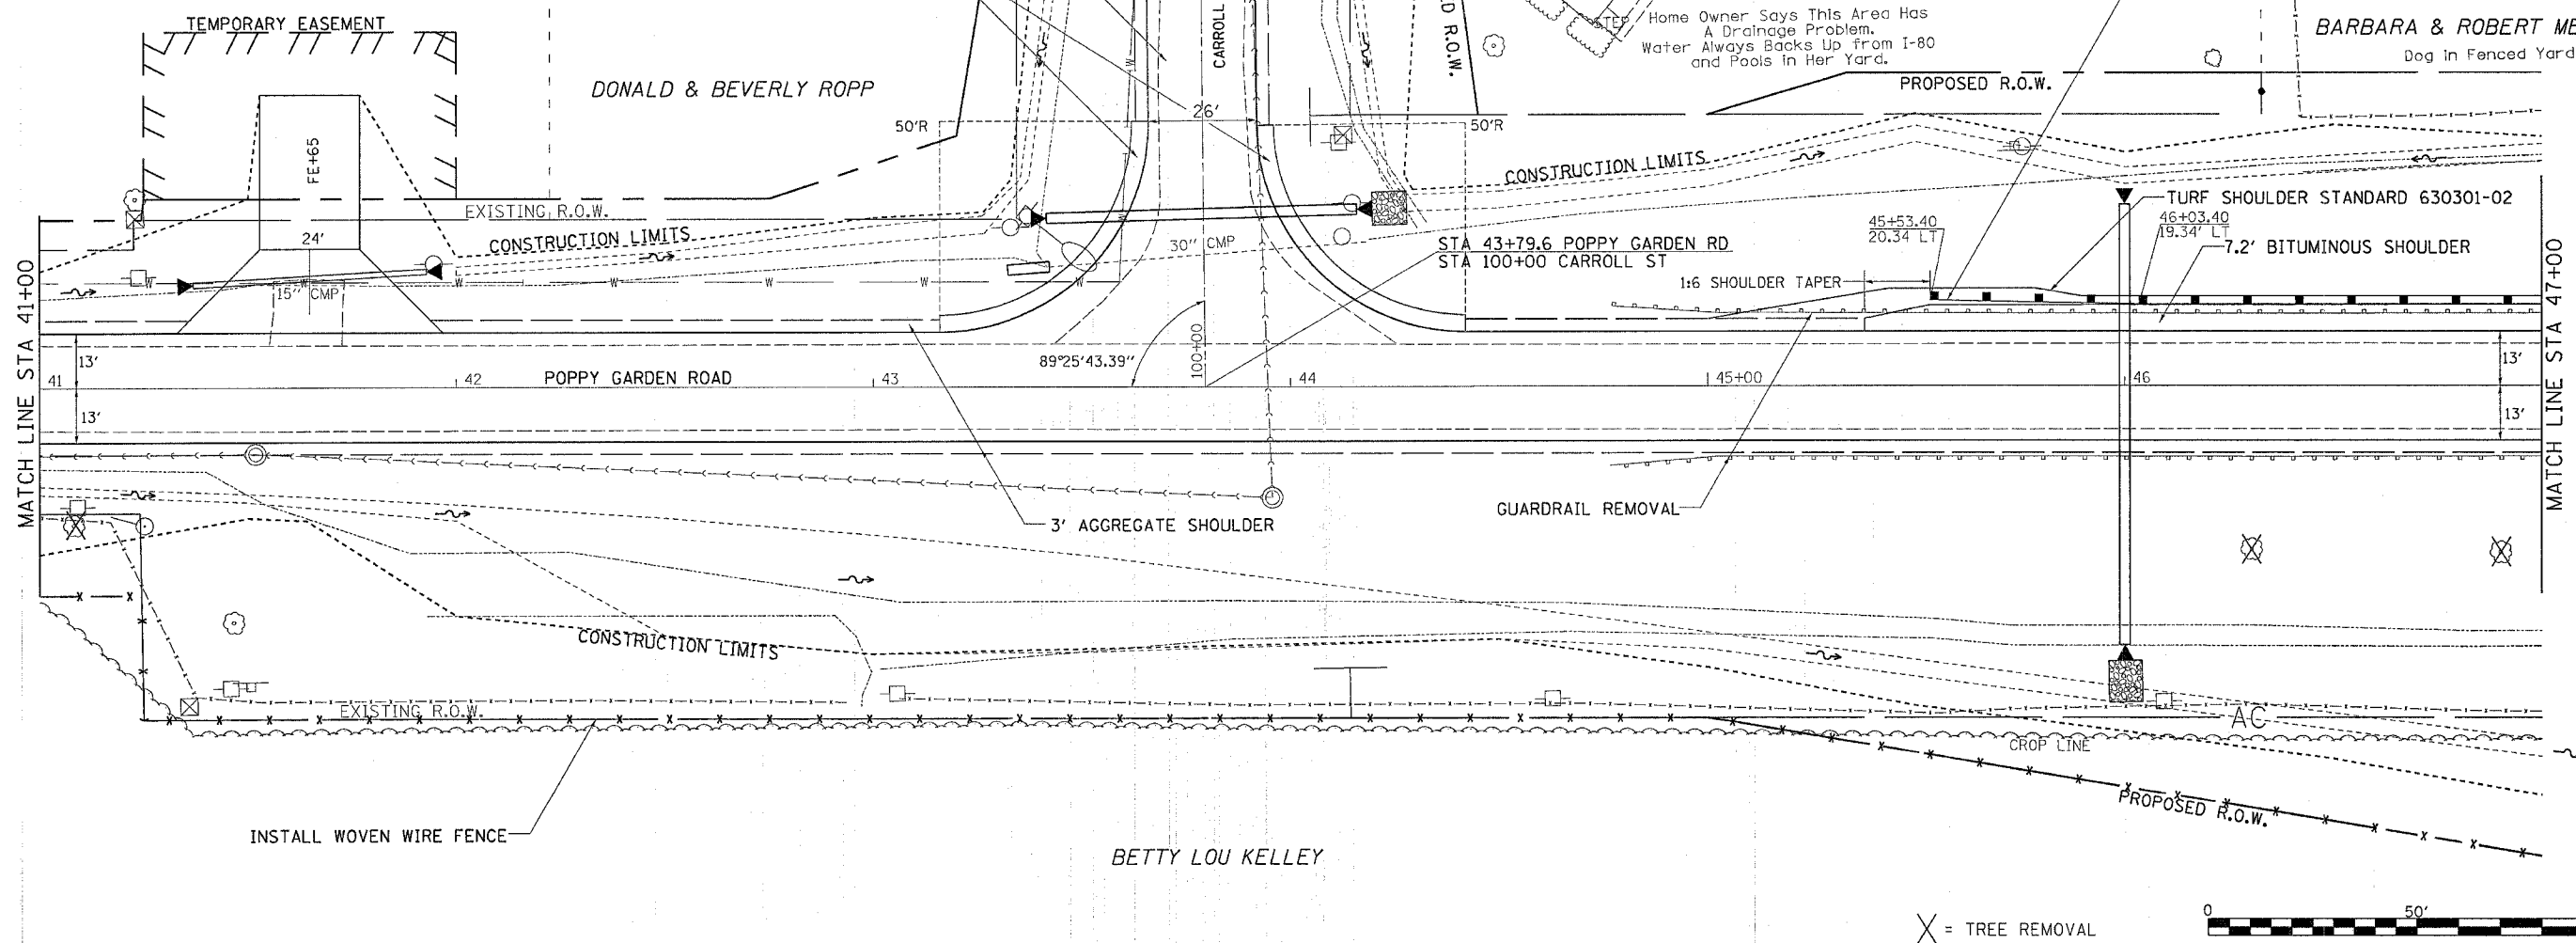 TEMPORARY EASEMENT
DONALD & BEVERLY ROPP
CARROLL
R.O.W.
STEP
Home Owner Says This Area Has
A Drainage Problem.
Water Always Backs Up from I-80
and Pools in Her Yard.
BARBARA & ROBERT
Dog in Fenced Yard
PROPOSED R.O.W.
FE+65
50'R
26'
50'R
CONSTRUCTION LIMITS
EXISTING R.O.W.
CONSTRUCTION LIMITS
24'
15" CMP
30" CMP
STA 43+79.6 POPPY GARDEN RD
STA 100+00 CARROLL ST
TURF SHOULDER STANDARD 630301-02
45+53.40
20.34 LT
46+03.40
19.34' LT
7.2' BITUMINOUS SHOULDER
1:6 SHOULDER TAPER
MATCH LINE STA 41+00
MATCH LINE STA 47+00
13'
13'
89°25'43.39"
100+00
13'
13'
41
42
POPPY GARDEN ROAD
43
44
45+00
46
3' AGGREGATE SHOULDER
GUARDRAIL REMOVAL
CONSTRUCTION LIMITS
EXISTING R.O.W.
AC
CROP LINE
PROPOSED R.O.W.
INSTALL WOVEN WIRE FENCE
BETTY LOU KELLEY
X = TREE REMOVAL
0
50'